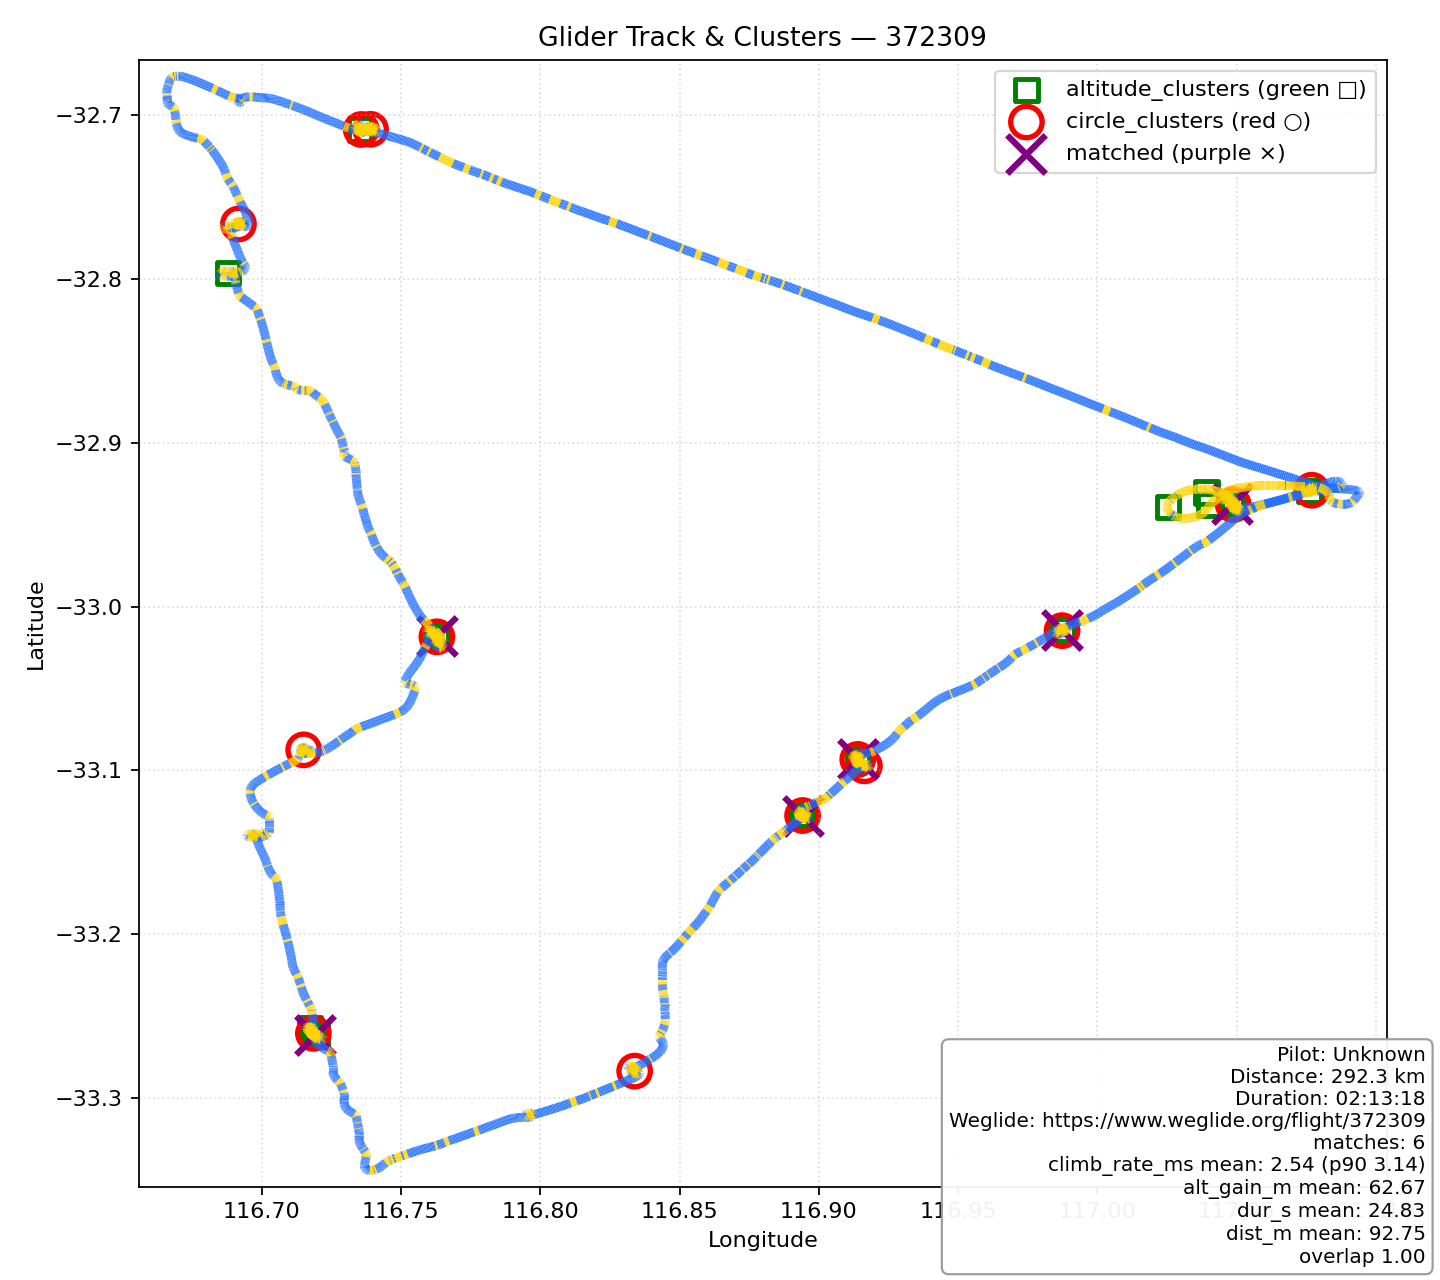 Glider Track & Clusters — 372309
altitude_clusters (green □)
circle_clusters (red ○)
matched (purple ×)
−32.7
−32.8
−32.9
−33.0
−33.1
−33.2
−33.3
Latitude
116.70
116.75
116.80
116.85
116.90
116.95
117.00
Longitude
Pilot: Unknown
Distance: 292.3 km
Duration: 02:13:18
Weglide: https://www.weglide.org/flight/372309
matches: 6
climb_rate_ms mean: 2.54 (p90 3.14)
alt_gain_m mean: 62.67
dur_s mean: 24.83
dist_m mean: 92.75
overlap 1.00